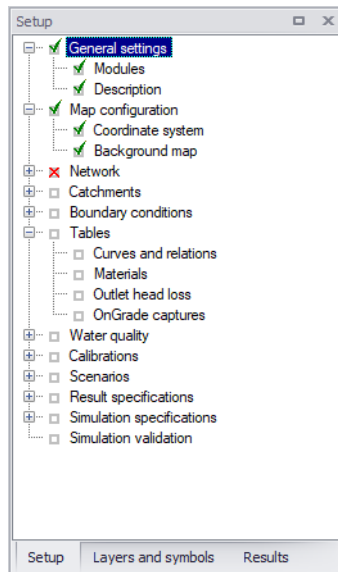 Setup
General settings
Modules
Description
Map configuration
Coordinate system
Background map
Network
Catchments
Boundary conditions
Tables
Curves and relations
Materials
Outlet head loss
OnGrade captures
Water quality
Calibrations
Scenarios
Result specifications
Simulation specifications
Simulation validation
Setup Layers and symbols Results